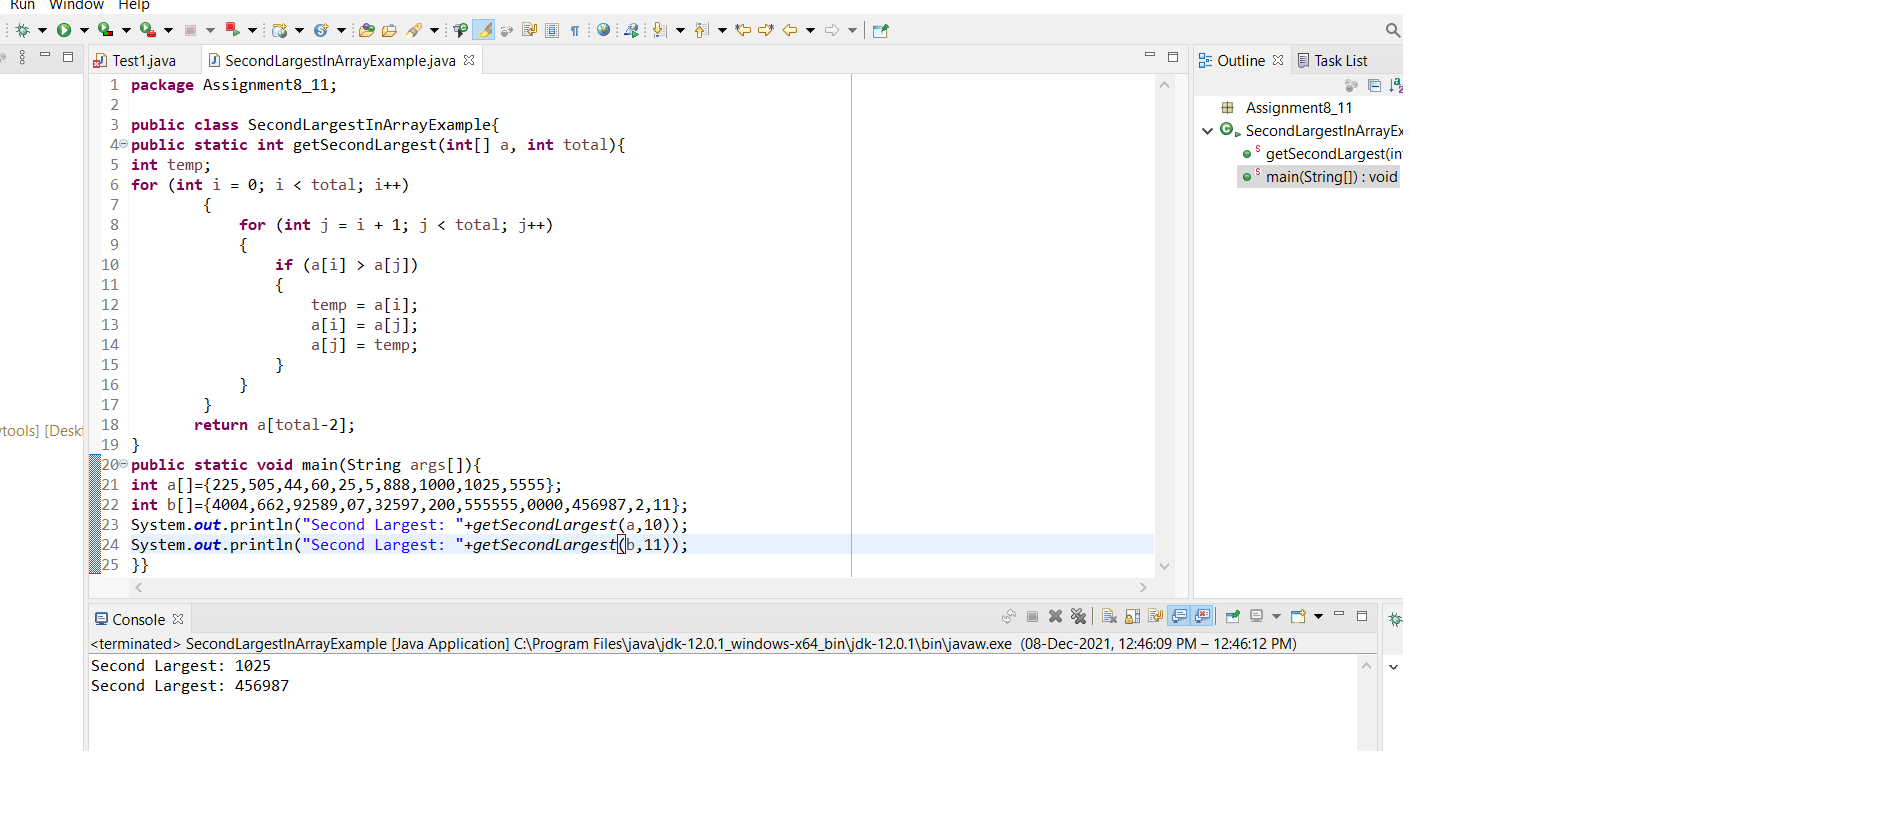 Run Window Help
Test1.java SecondLargestInArrayExample.java
1 package Assignment8_11;
2
3 public class SecondLargestInArrayExample{
4 public static int getSecondLargest(int[] a, int total){
5 int temp;
6 for (int i = 0; i < total; i++)
7 {
8 for (int j = i + 1; j < total; j++)
9 {
10 if (a[i] > a[j])
11 {
12 temp = a[i];
13 a[i] = a[j];
14 a[j] = temp;
15 }
16 }
17 }
18 return a[total-2];
19 }
20 public static void main(String args[]){
21 int a[]={225,505,44,60,25,5,888,1000,1025,5555};
22 int b[]={4004,662,92589,07,32597,200,555555,0000,456987,2,11};
23 System.out.println("Second Largest: "+getSecondLargest(a,10));
24 System.out.println("Second Largest: "+getSecondLargest(b,11));
25 }}
tools] [Desk
Outline Task List
Assignment8_11
SecondLargestInArrayEx
S getSecondLargest(in
S main(String[]) : void
Console
<terminated> SecondLargestInArrayExample [Java Application] C:\Program Files\java\jdk-12.0.1_windows-x64_bin\jdk-12.0.1\bin\javaw.exe (08-Dec-2021, 12:46:09 PM – 12:46:12 PM)
Second Largest: 1025
Second Largest: 456987